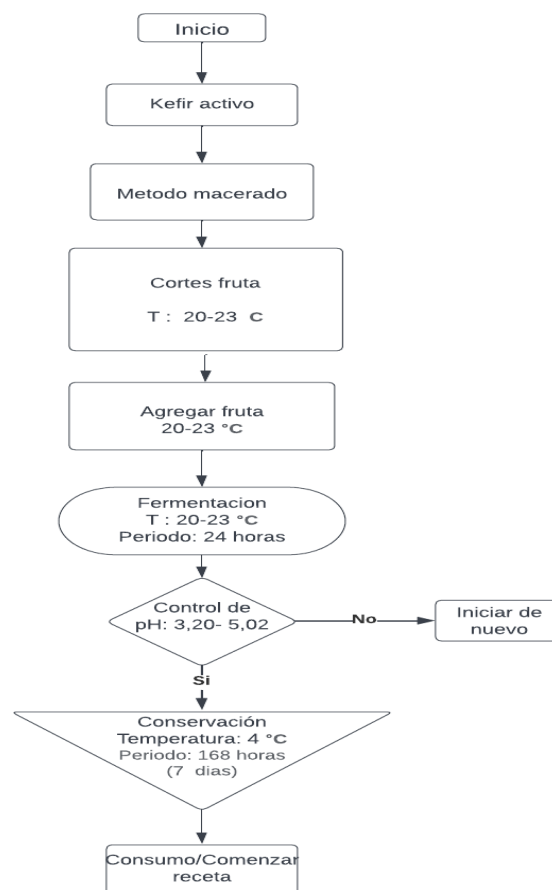 Inicio
Kefir activo
Metodo macerado
Cortes fruta
T : 20-23 C
Agregar fruta
20-23 °C
Fermentacion
T : 20-23 °C
Periodo: 24 horas
Control de
pH: 3,20- 5,02
No
Iniciar de
nuevo
Si
Conservación
Temperatura: 4 °C
Periodo: 168 horas
(7 dias)
Consumo/Comenzar
receta